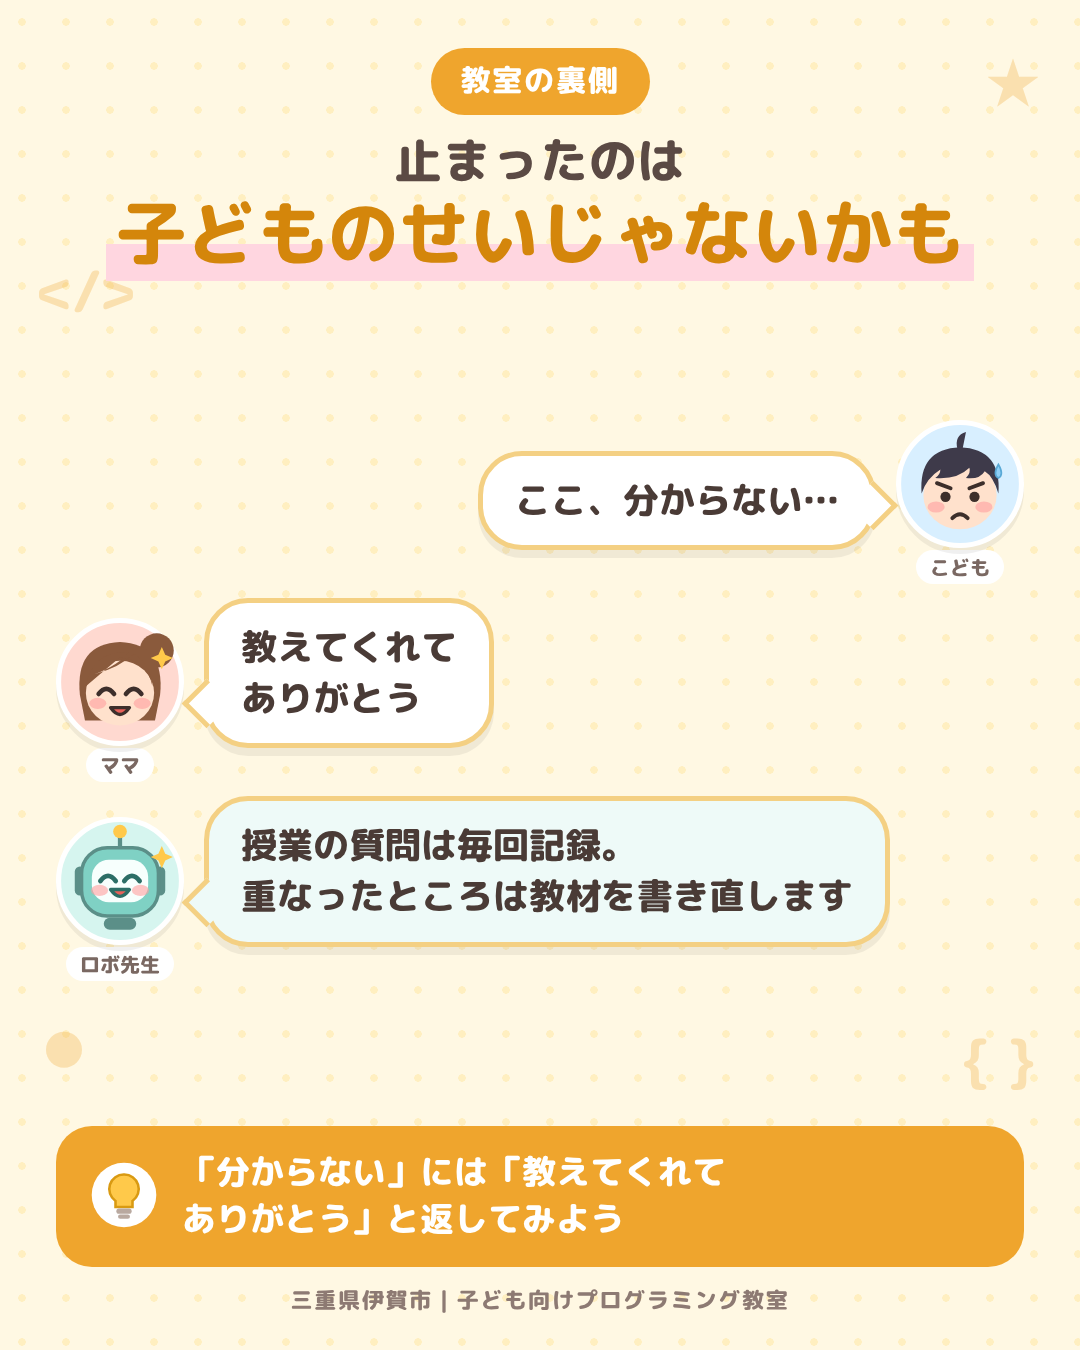 教室の裏側
止まったのは
子どものせいじゃないかも
</>
ここ、分からない…
こども
教えてくれて
ありがとう
ママ
授業の質問は毎回記録。
重なったところは教材を書き直します
ロボ先生
{ }
「分からない」には「教えてくれて
ありがとう」と返してみよう
三重県伊賀市｜子ども向けプログラミング教室